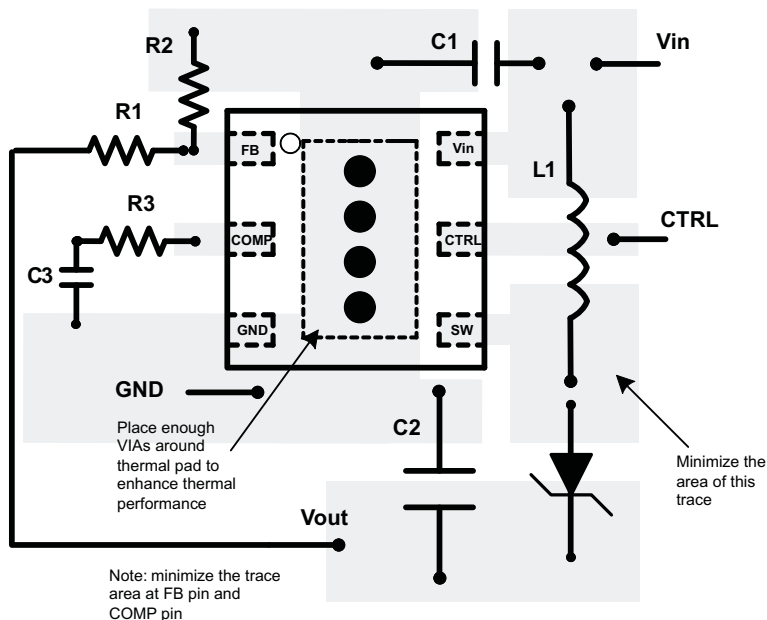 R2
C1
Vin
R1
FB
Vin
L1
R3
COMP
CTRL
CTRL
C3
GND
SW
GND
Place enough
VIAs around
thermal pad to
enhance thermal
performance
C2
Minimize the
area of this
trace
Vout
Note: minimize the trace
area at FB pin and
COMP pin